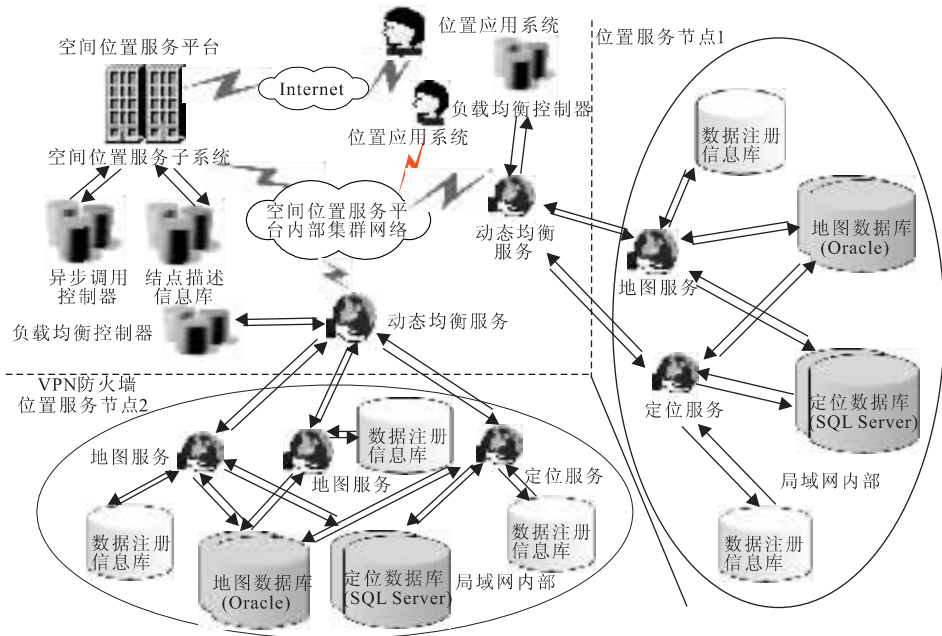 空间位置服务平台
Internet
位置应用系统
负载均衡控制器
位置应用系统
空间位置服务子系统
空间位置服务平
台内部集群网络
异步调用
控制器
结点描述
信息库
动态均衡
服务
负载均衡控制器
动态均衡服务
VPN防火墙
位置服务节点2
地图服务
地图服务
数据注册
信息库
定位服务
数据注册
信息库
地图数据库
(Oracle)
定位数据库
(SQL Server)
数据注册
信息库
局域网内部
位置服务节点1
数据注册
信息库
地图数据库
(Oracle)
地图服务
定位服务
定位数据库
(SQL Server)
局域网内部
数据注册
信息库